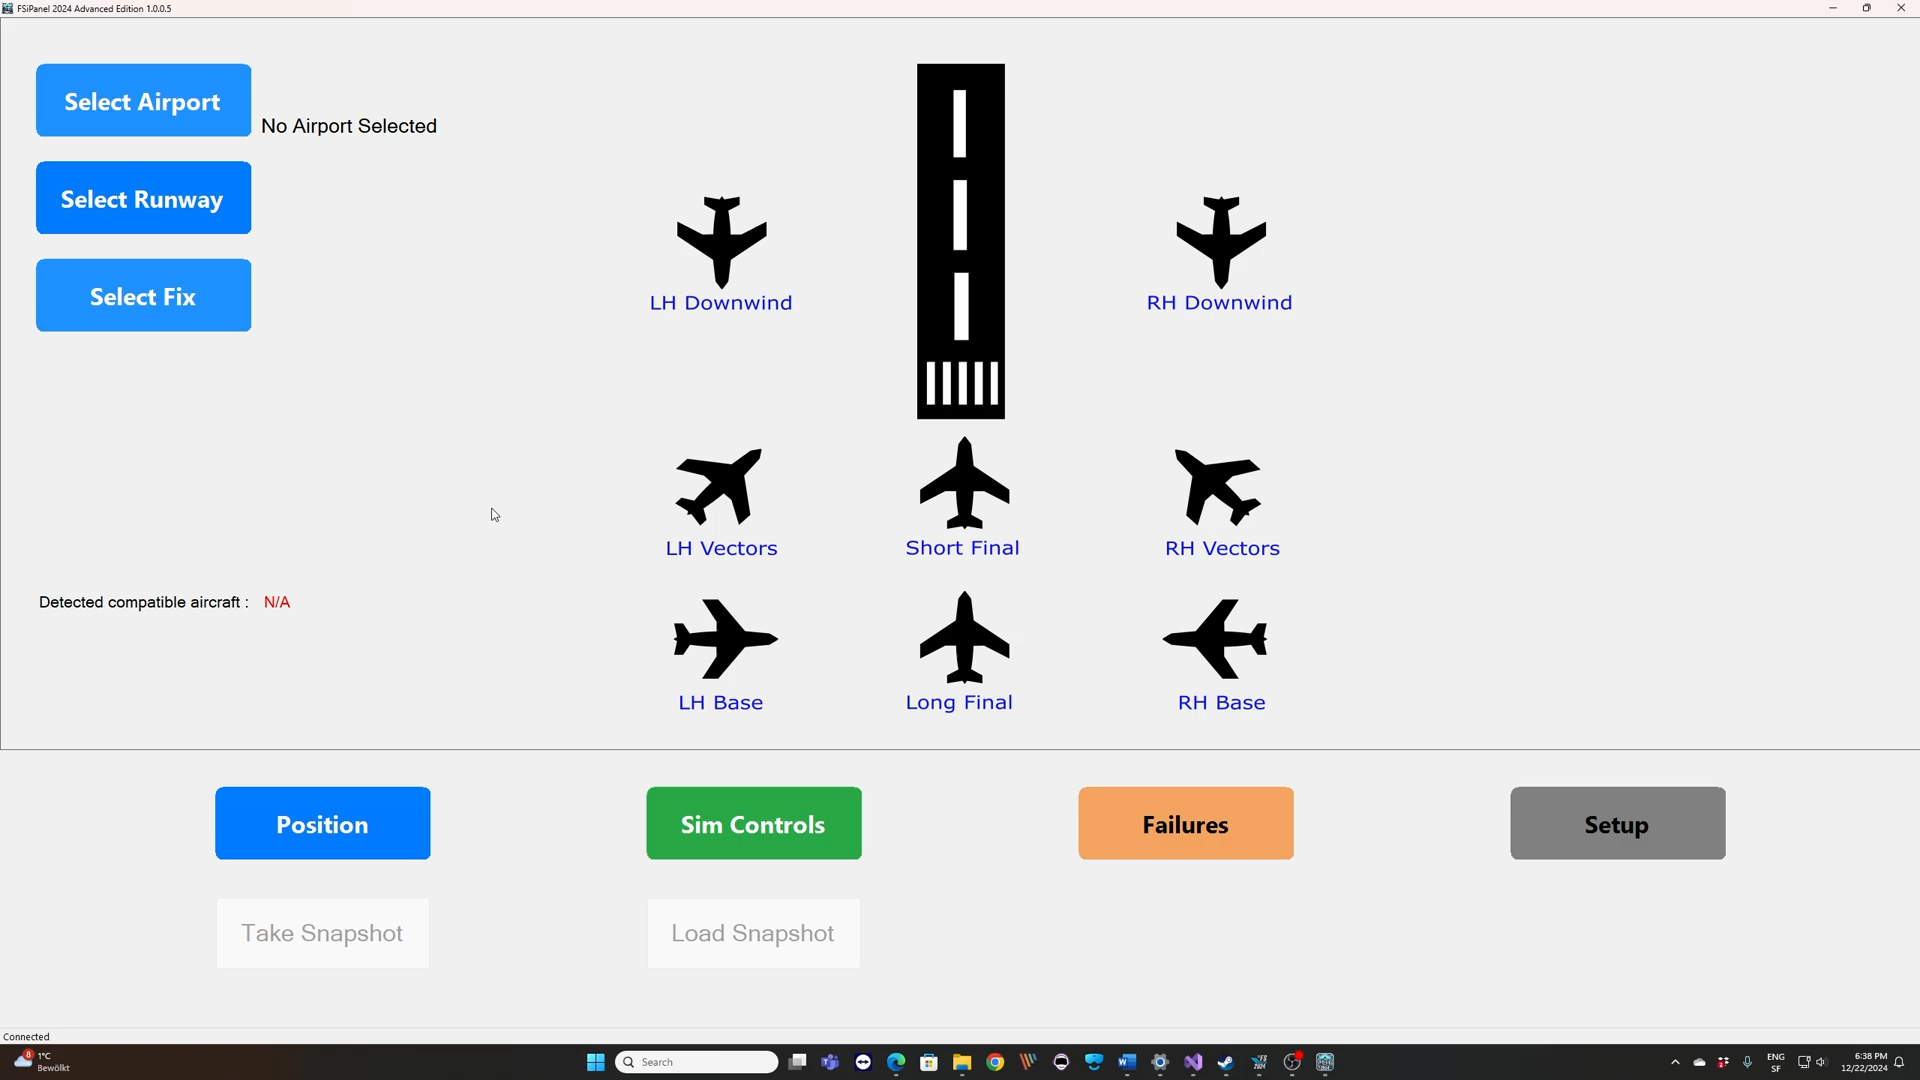 FSiPanel 2024 Advanced Edition 1.0.0.5
Select Airport
No Airport Selected
Select Runway
Select Fix
LH Downwind
RH Downwind
LH Vectors
Short Final
RH Vectors
Detected compatible aircraft :
N/A
LH Base
Long Final
RH Base
Position
Sim Controls
Failures
Setup
Take Snapshot
Load Snapshot
Connected
8
1°C
Bewölkt
Search
ENG
SF
6:38 PM
12/22/2024